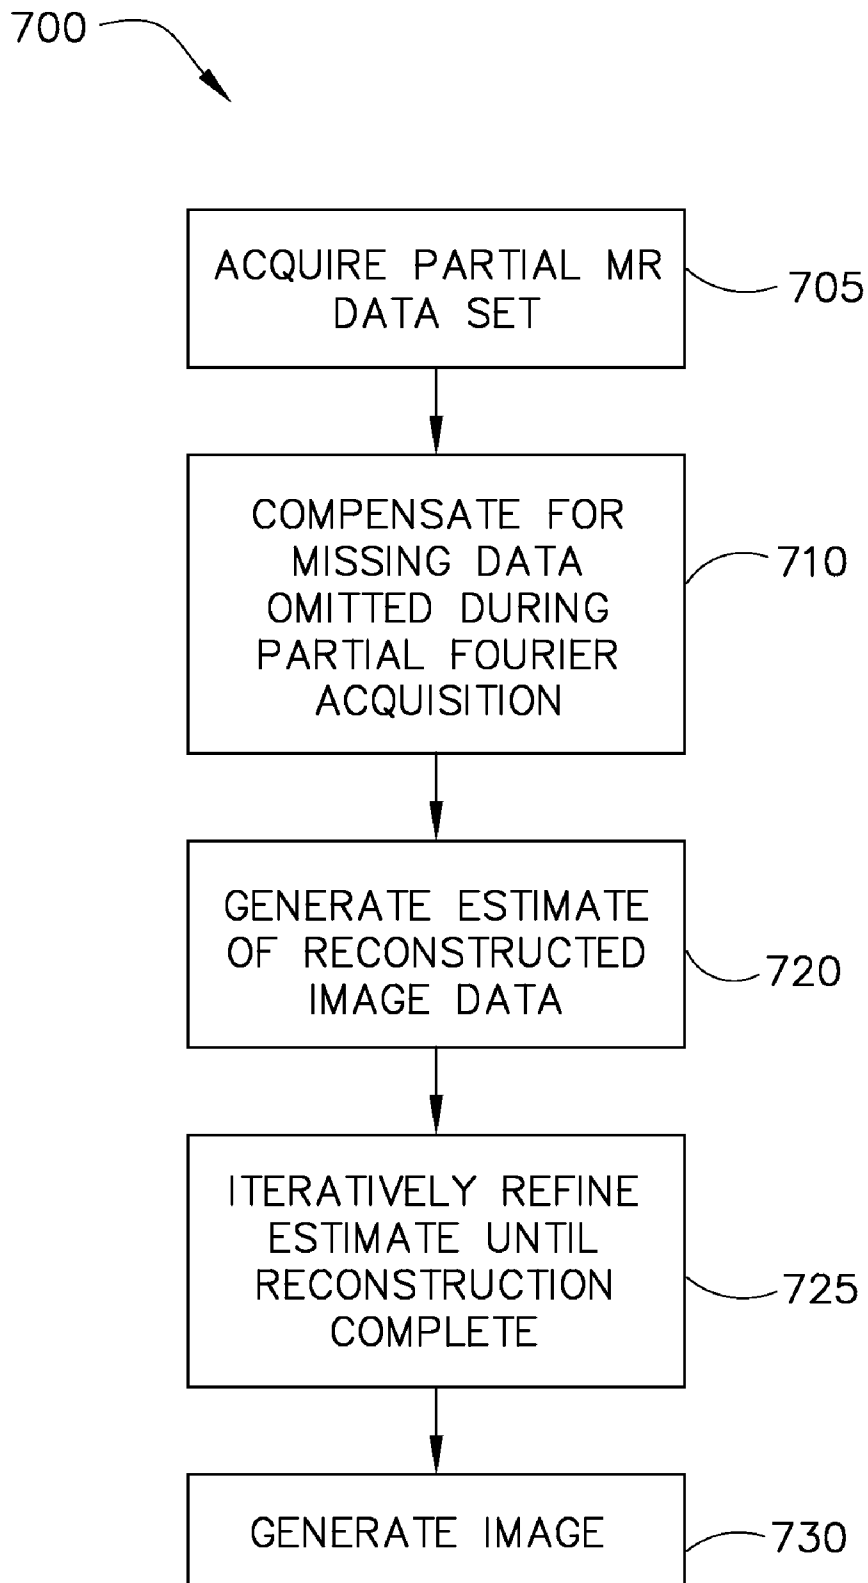 700
ACQUIRE PARTIAL MR
DATA SET
705
COMPENSATE FOR
MISSING DATA
OMITTED DURING
PARTIAL FOURIER
ACQUISITION
710
GENERATE ESTIMATE
OF RECONSTRUCTED
IMAGE DATA
720
ITERATIVELY REFINE
ESTIMATE UNTIL
RECONSTRUCTION
COMPLETE
725
GENERATE IMAGE
730